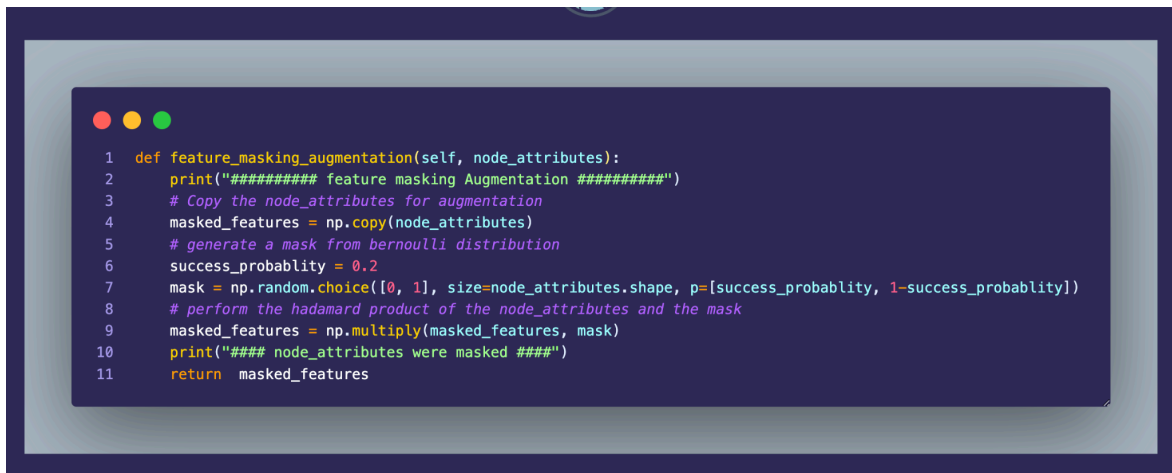 1 def feature_masking_augmentation(self, node_attributes):
2     print("########## feature masking Augmentation ##########")
3     # Copy the node_attributes for augmentation
4     masked_features = np.copy(node_attributes)
5     # generate a mask from bernoulli distribution
6     success_probablity = 0.2
7     mask = np.random.choice([0, 1], size=node_attributes.shape, p=[success_probablity, 1-success_probablity])
8     # perform the hadamard product of the node_attributes and the mask
9     masked_features = np.multiply(masked_features, mask)
10     print("#### node_attributes were masked ####")
11     return  masked_features